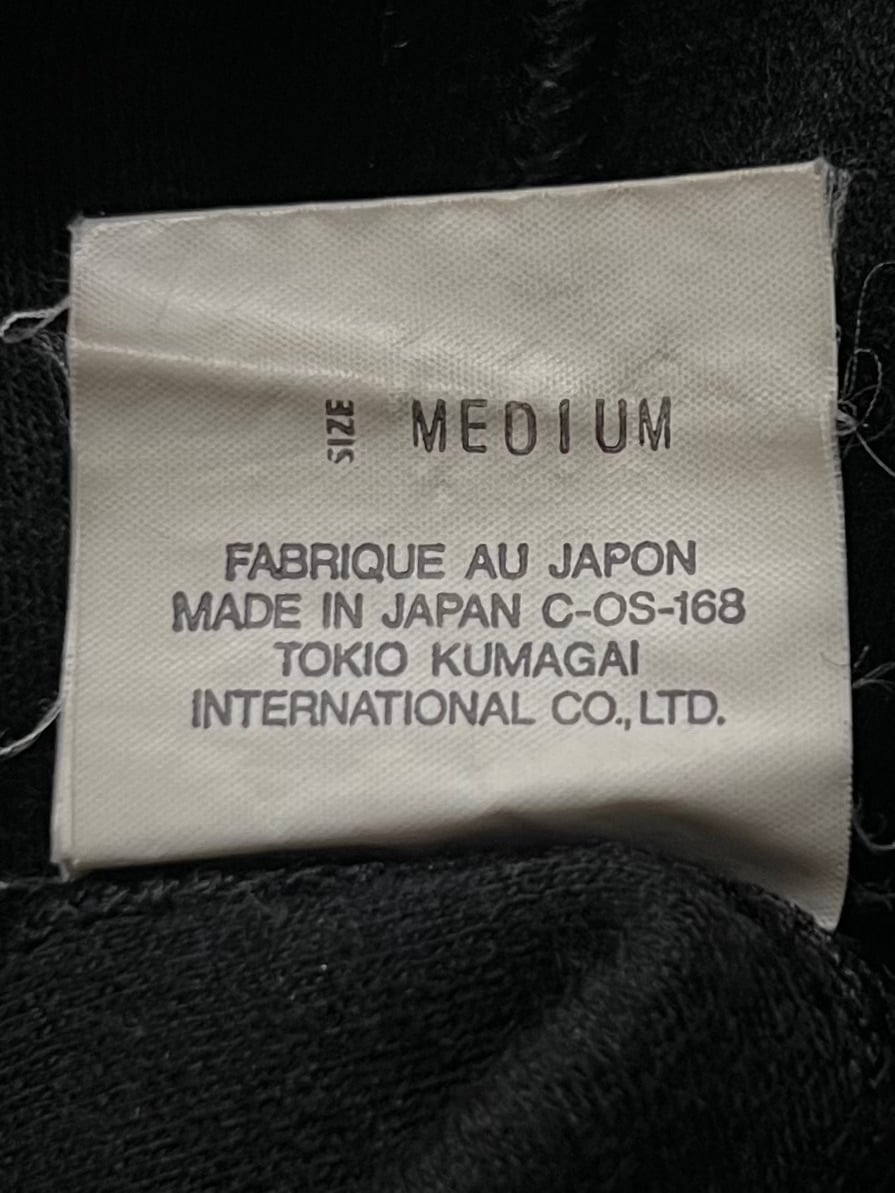 SIZE MEDIUM
FABRIQUE AU JAPON
MADE IN JAPAN C-OS-168
TOKIO KUMAGAI
INTERNATIONAL CO., LTD.